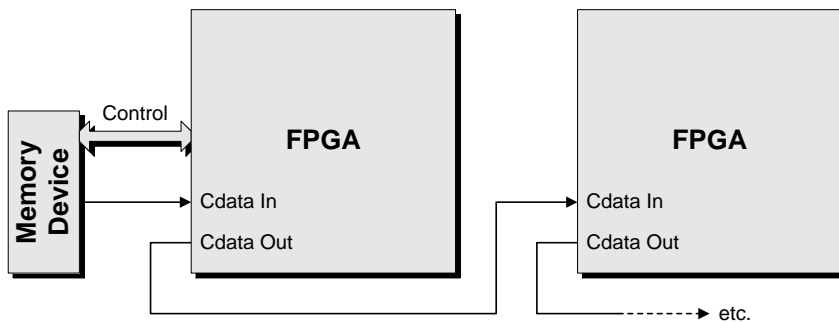 Control
FPGA
FPGA
Memory
Device
Cdata In
Cdata In
Cdata Out
Cdata Out
etc.